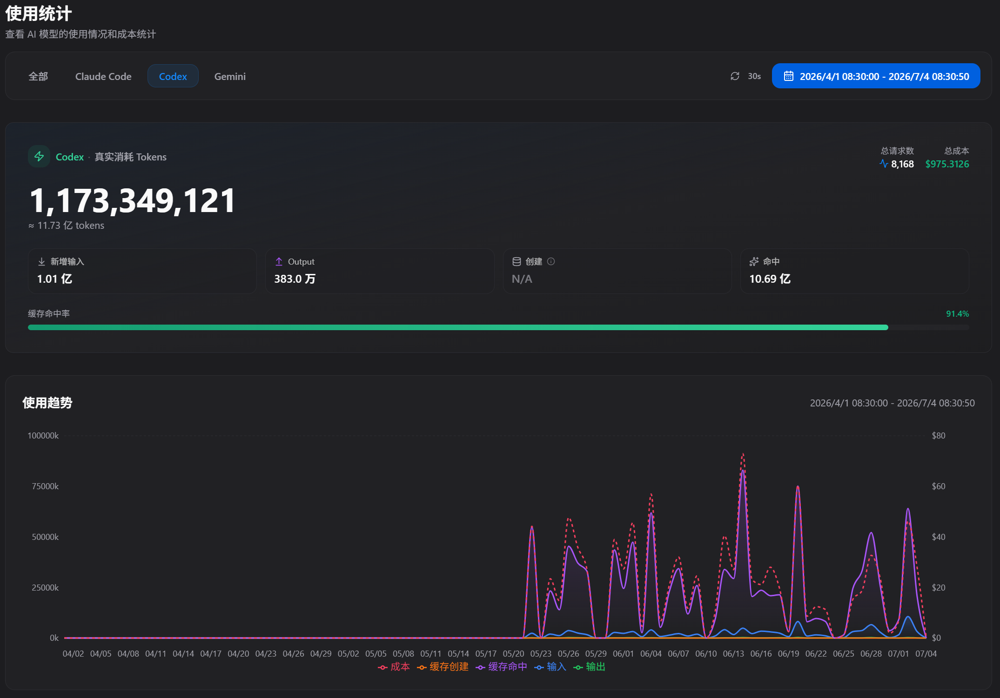 使用统计
查看 AI 模型的使用情况和成本统计
全部 Claude Code Codex Gemini 30s 2026/4/1 08:30:00 - 2026/7/4 08:30:50
Codex · 真实消耗 Tokens
总请求数 总成本
8,168 $975.3126
1,173,349,121
≈ 11.73 亿 tokens
新增输入
1.01 亿
Output
383.0 万
创建
N/A
命中
10.69 亿
缓存命中率 91.4%
使用趋势 2026/4/1 08:30:00 - 2026/7/4 08:30:50
100000k $80
75000k $60
50000k $40
25000k $20
0k $0
04/02 04/05 04/08 04/11 04/14 04/17 04/20 04/23 04/26 04/29 05/02 05/05 05/08 05/11 05/14 05/17 05/20 05/23 05/26 05/29 06/01 06/04 06/07 06/10 06/13 06/16 06/19 06/22 06/25 06/28 07/01 07/04
成本 缓存创建 缓存命中 输入 输出